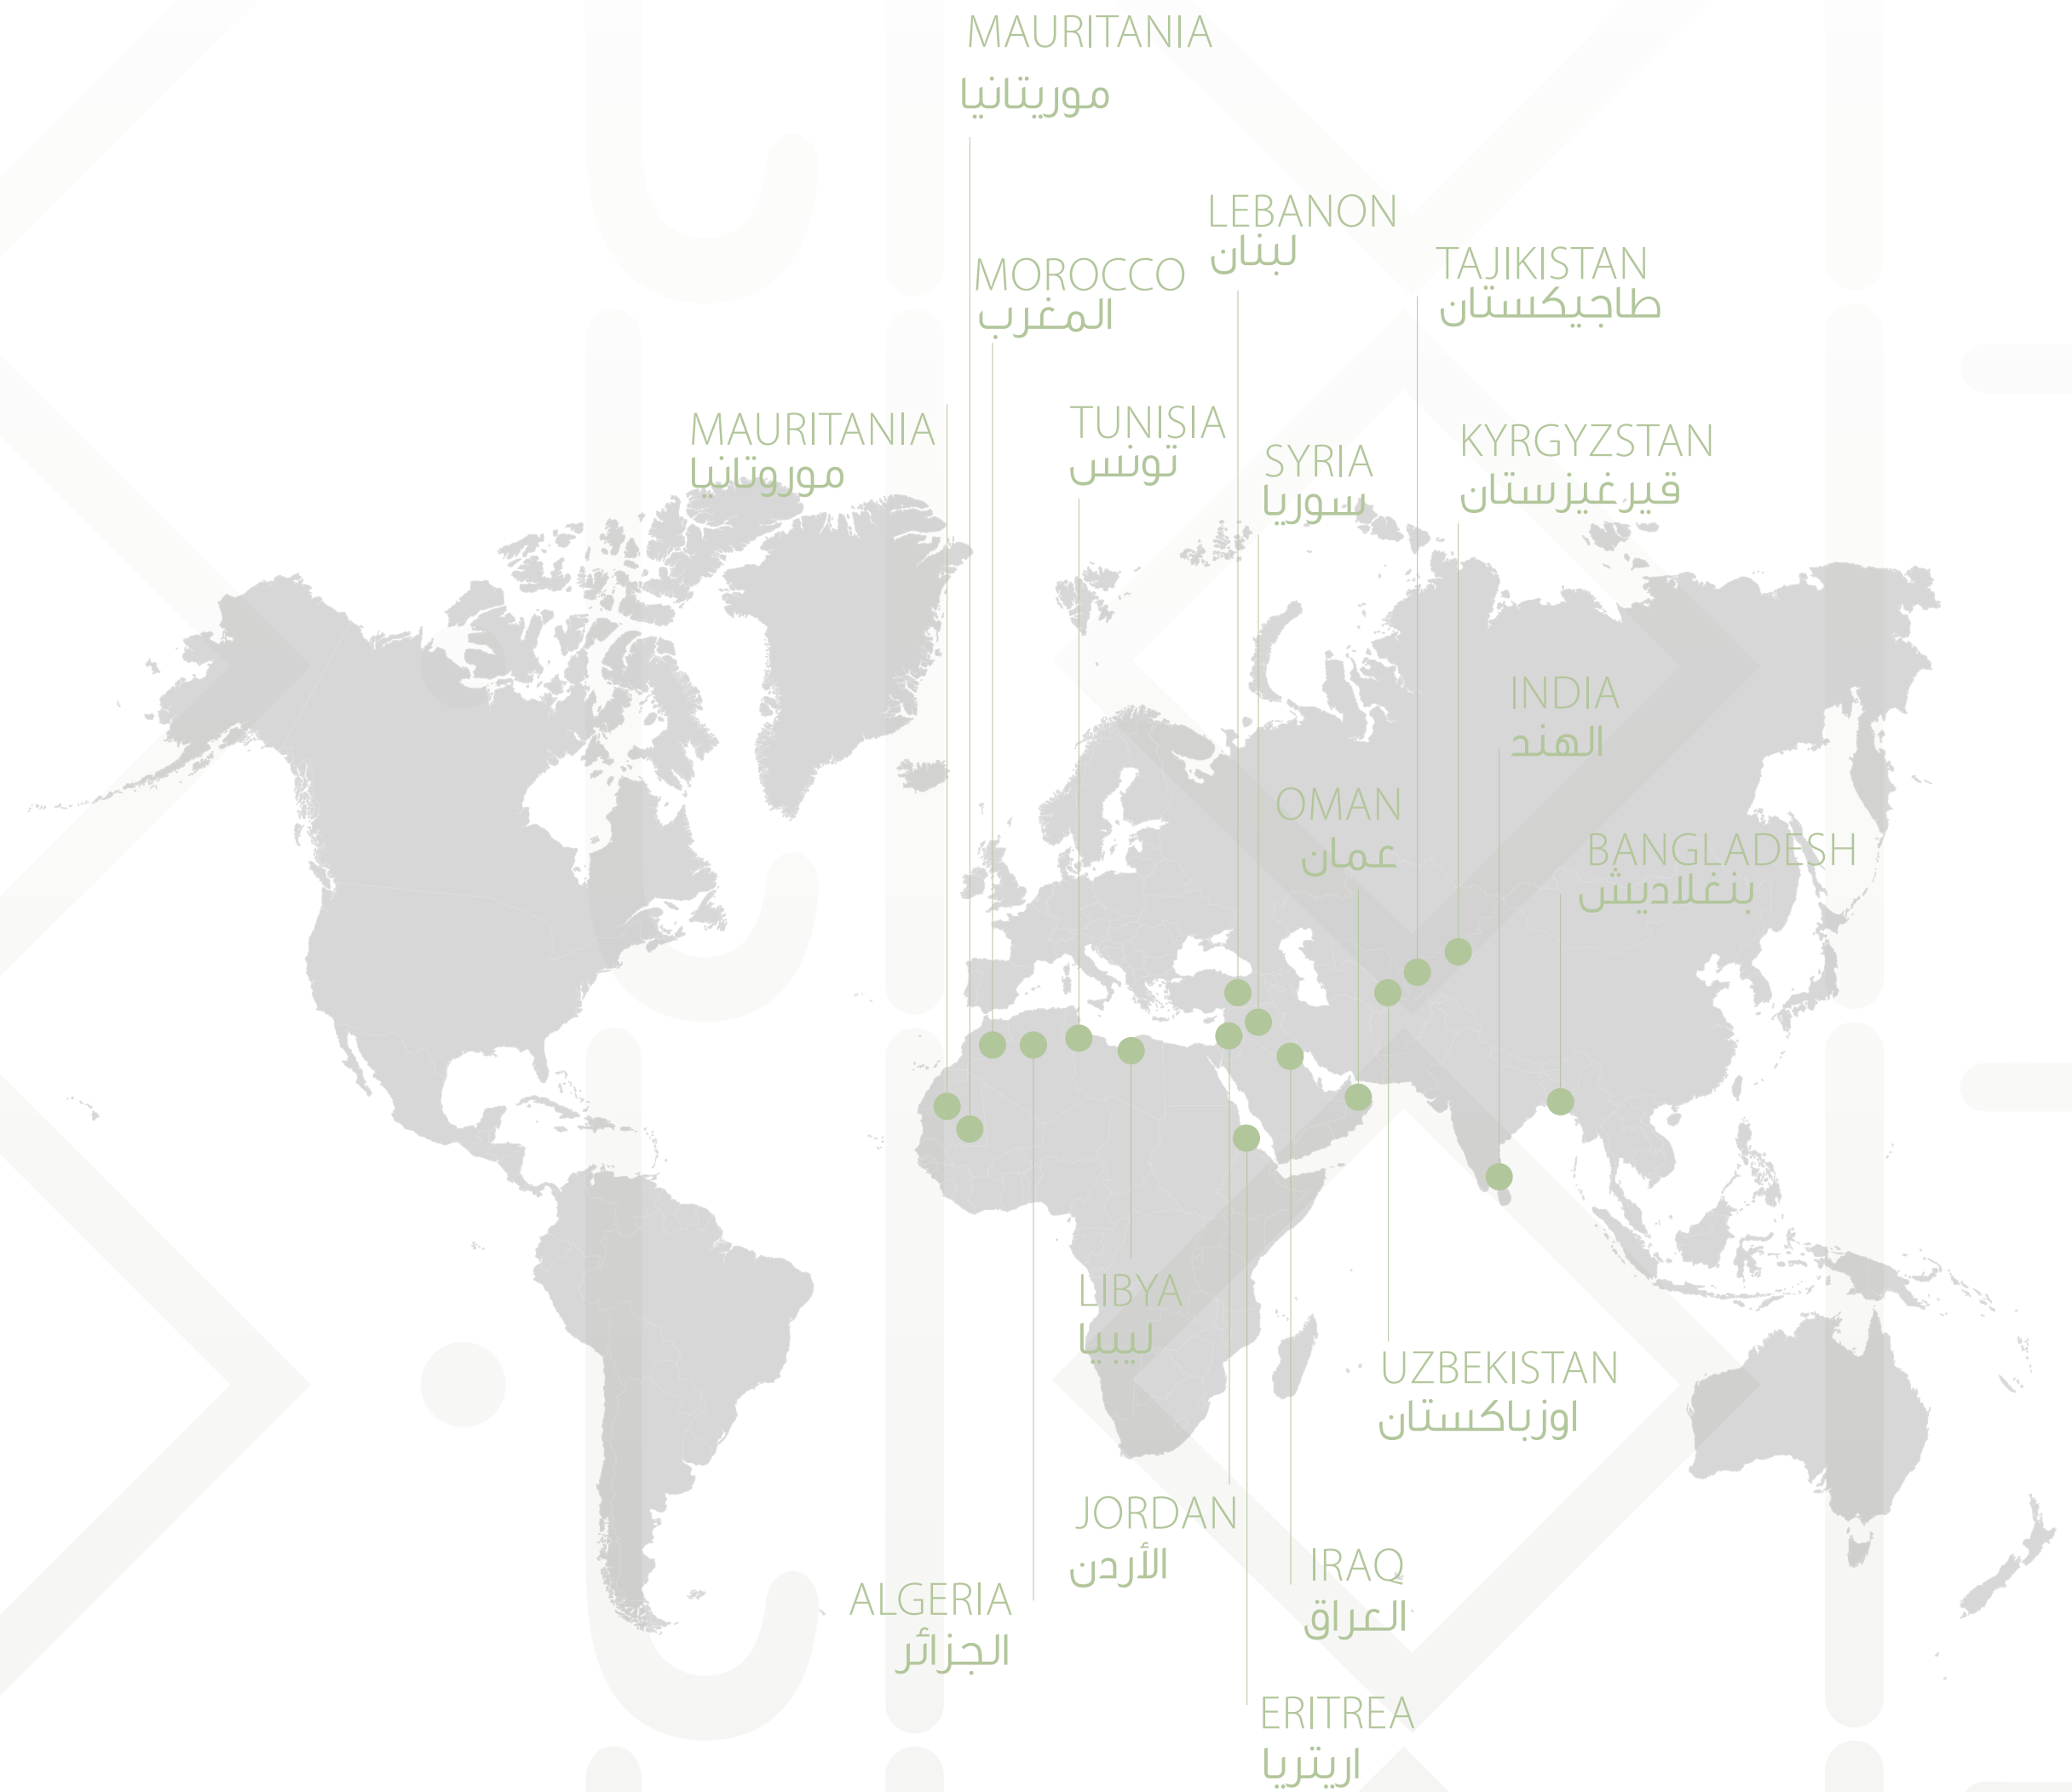 MAURITANIA
موريتانيا
LEBANON
لبنان
TAJIKISTAN
طاجيكستان
MOROCCO
المغرب
MAURITANIA
موروتانيا
TUNISIA
تونس
SYRIA
سوريا
KYRGYZSTAN
قيرغيزستان
INDIA
الهند
OMAN
عمان
BANGLADESH
بنغلاديش
LIBYA
ليبيا
UZBEKISTAN
اوزباكستان
JORDAN
الأردن
IRAQ
العراق
ALGERIA
الجزائر
ERITREA
اريتريا